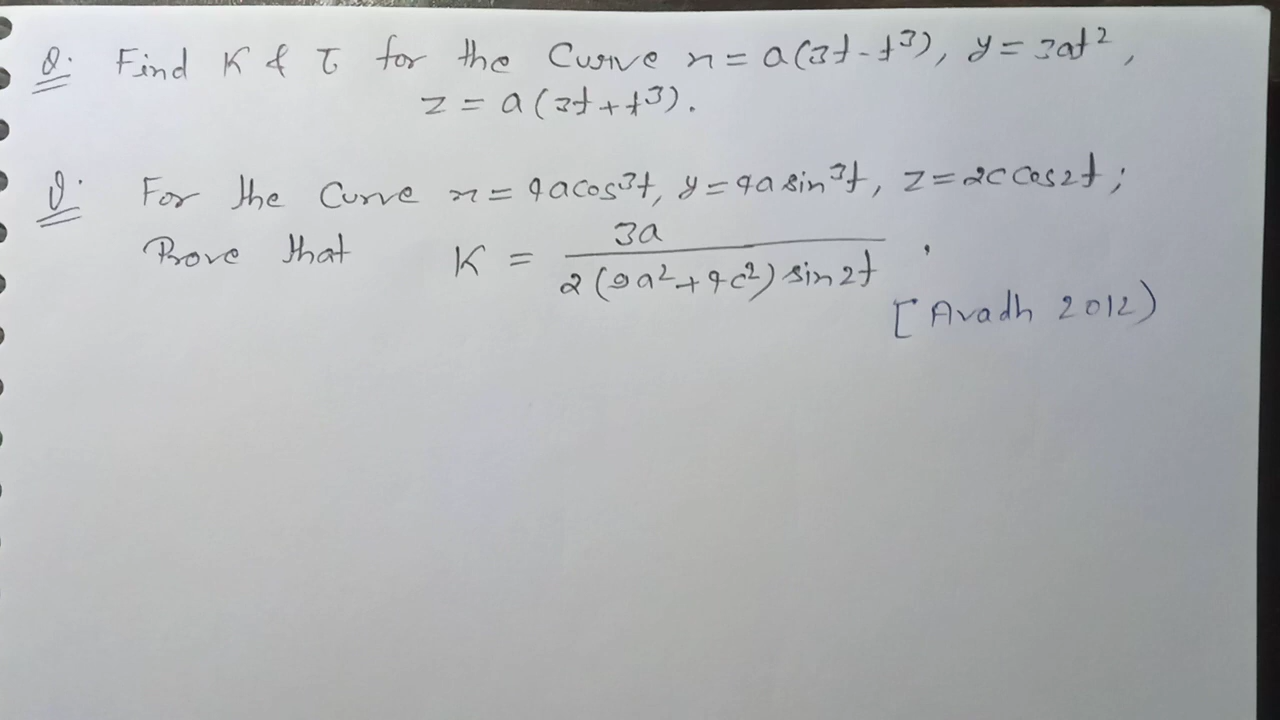 Q. Find K & τ for the Curve x = a(3t - t³), y = 3at²,
z = a(3t + t³).
Q. For the Curve x = 4a cos³t, y = 4a sin³t, z = 2c cos2t;
Prove that K = 3a / 2(9a² + 4c²) sin2t .
[Avadh 2012)